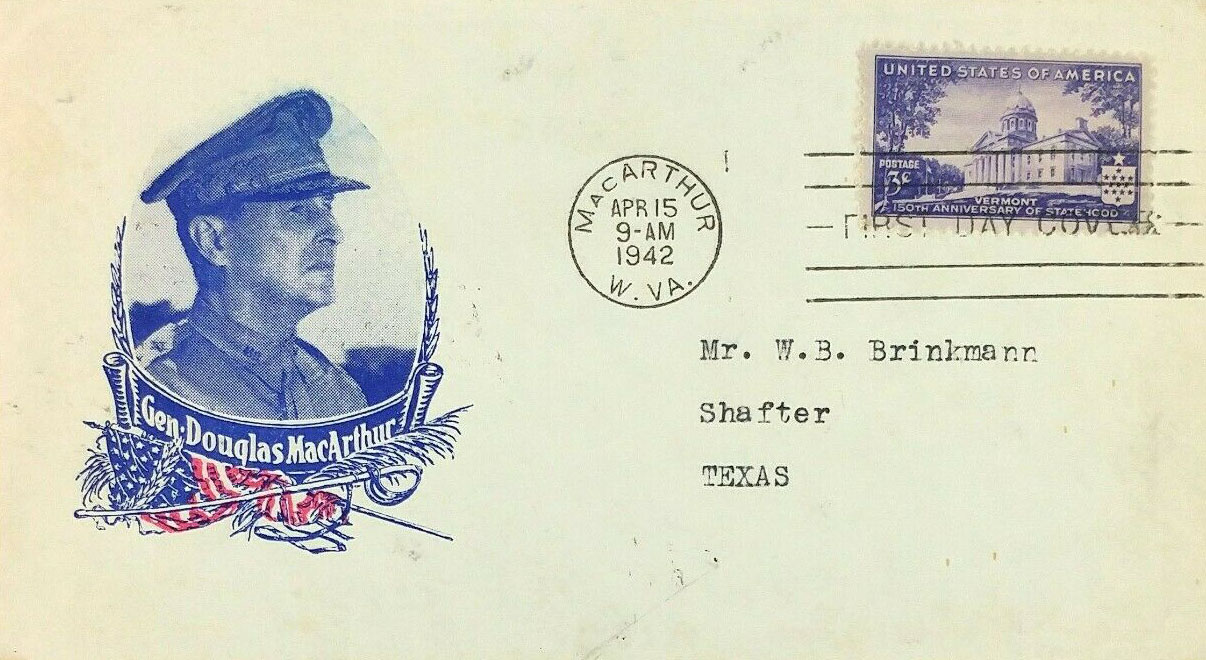 Gen. Douglas MacArthur
MacARTHUR
APR 15
9-AM
1942
W. VA.
UNITED STATES OF AMERICA
POSTAGE
3¢
VERMONT
150TH ANNIVERSARY OF STATEHOOD
FIRST DAY COVER
Mr. W.B. Brinkmann
Shafter
TEXAS